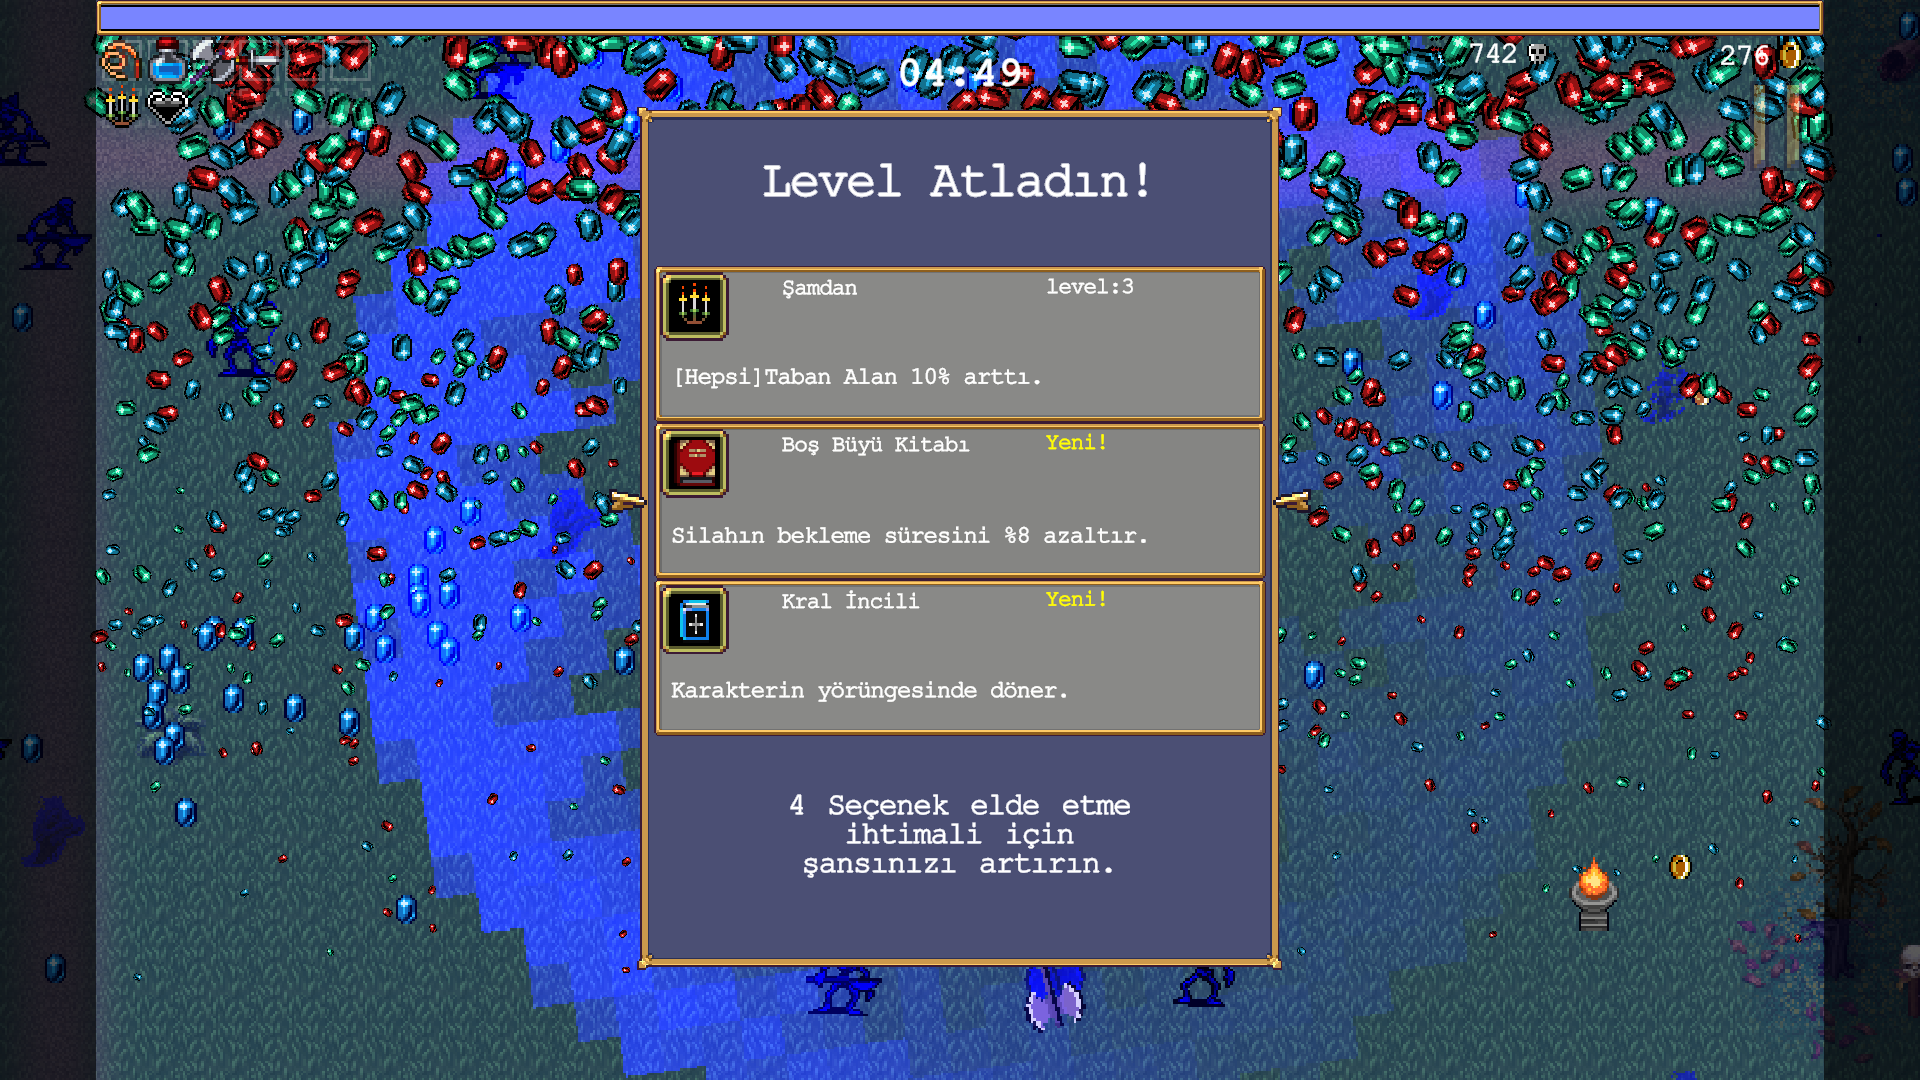 742
276
04:49
Level Atladın!
Şamdan level:3
[Hepsi]Taban Alan 10% arttı.
Boş Büyü Kitabı Yeni!
Silahın bekleme süresini %8 azaltır.
Kral İncili Yeni!
Karakterin yörüngesinde döner.
4 Seçenek elde etme
ihtimali için
şansınızı artırın.